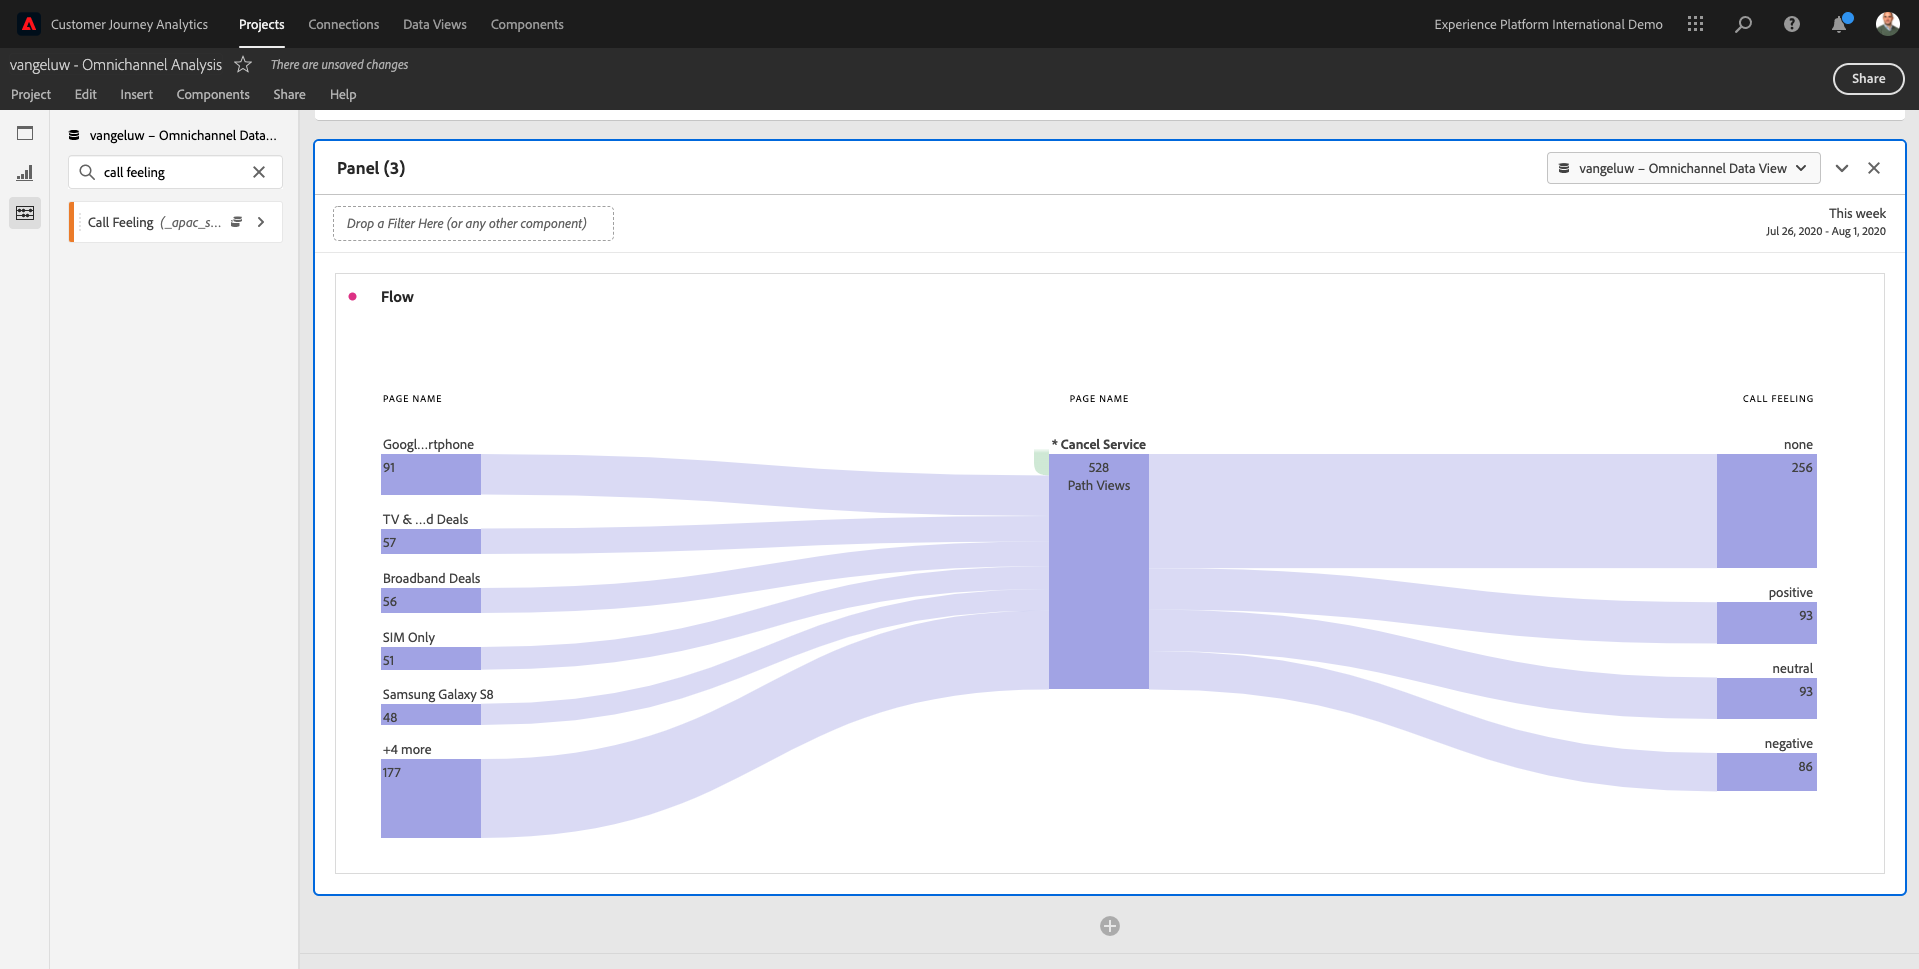 Customer Journey Analytics Projects Connections Data Views Components Experience Platform International Demo
vangeluw - Omnichannel Analysis There are unsaved changes
Share
Project Edit Insert Components Share Help
vangeluw – Omnichannel Data...
call feeling
Call Feeling (_apac_s...
Panel (3)
vangeluw – Omnichannel Data View
Drop a Filter Here (or any other component)
This week
Jul 26, 2020 - Aug 1, 2020
Flow
PAGE NAME PAGE NAME CALL FEELING
Googl...rtphone
91
TV & ...d Deals
57
Broadband Deals
56
SIM Only
51
Samsung Galaxy S8
48
+4 more
177
* Cancel Service
528
Path Views
none
256
positive
93
neutral
93
negative
86